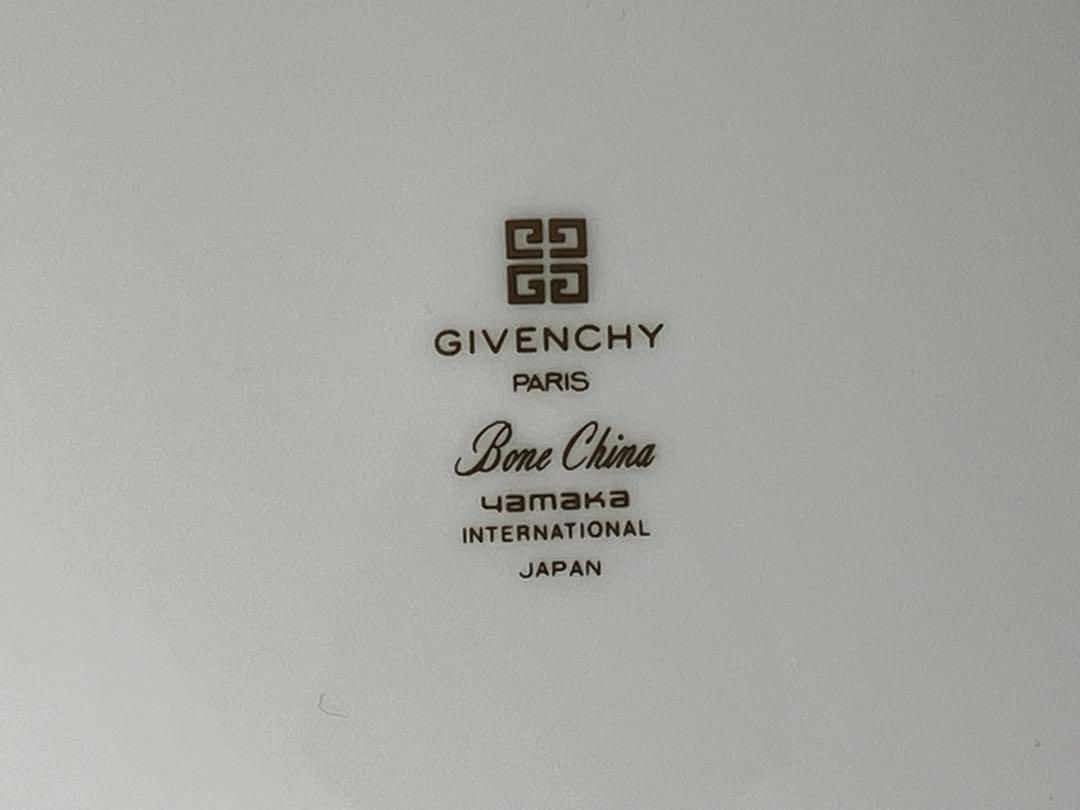 GIVENCHY
PARIS
Bone China
yamaka
INTERNATIONAL
JAPAN